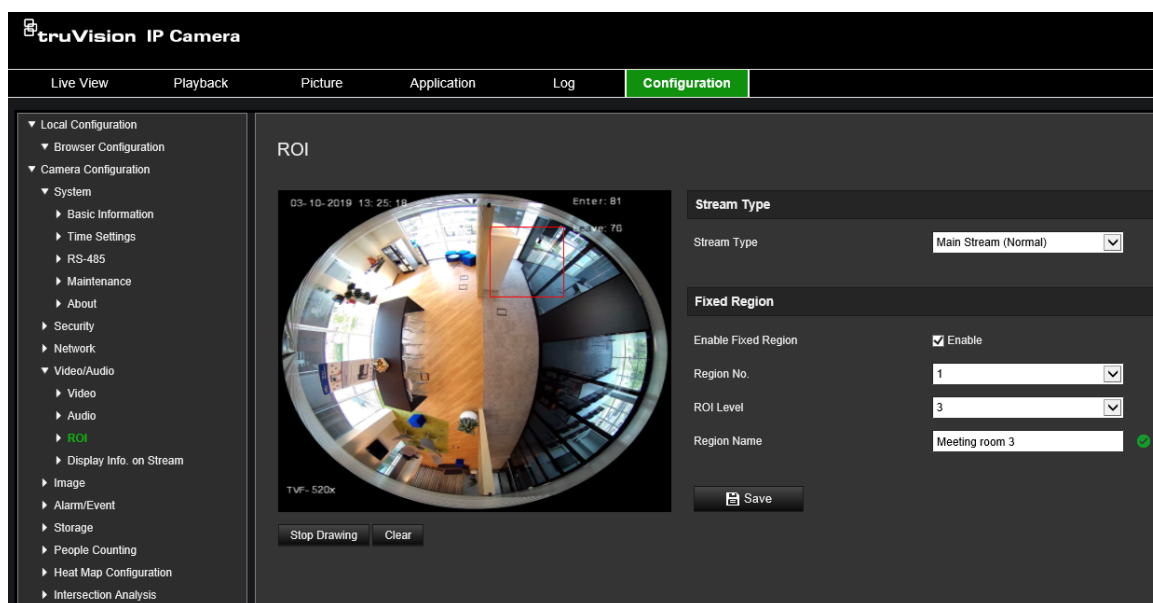 truVision IP Camera
Live View Playback Picture Application Log Configuration
Local Configuration
Browser Configuration
Camera Configuration
System
Basic Information
Time Settings
RS-485
Maintenance
About
Security
Network
Video/Audio
Video
Audio
ROI
Display Info. on Stream
Image
Alarm/Event
Storage
People Counting
Heat Map Configuration
Intersection Analysis
ROI
03-10-2019 13:25:18 Enter:81
Leave:76
TVF-520x
Stop Drawing Clear
Stream Type
Stream Type Main Stream (Normal)
Fixed Region
Enable Fixed Region Enable
Region No. 1
ROI Level 3
Region Name Meeting room 3
Save